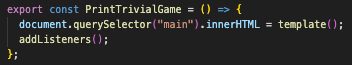 export const PrintTrivialGame = () => {
  document.querySelector("main").innerHTML = template();
  addListeners();
};